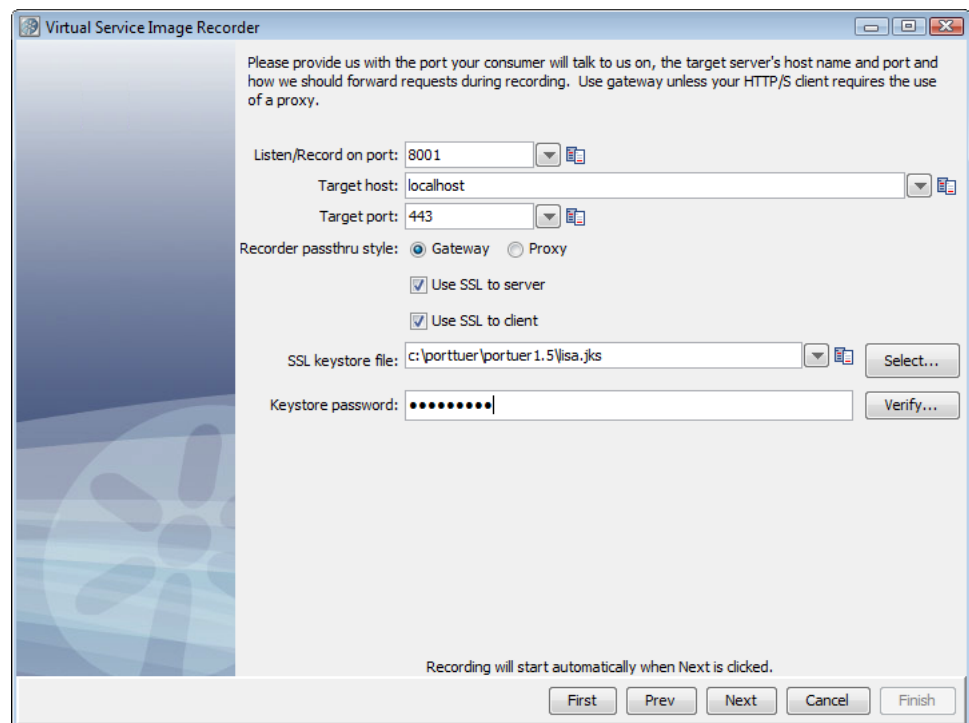 Virtual Service Image Recorder
Please provide us with the port your consumer will talk to us on, the target server's host name and port and
how we should forward requests during recording. Use gateway unless your HTTP/S client requires the use
of a proxy.
Listen/Record on port: 8001
Target host: localhost
Target port: 443
Recorder passthru style: Gateway Proxy
Use SSL to server
Use SSL to client
SSL keystore file: c:\porttuer\portuer1.5\lisa.jks Select...
Keystore password: ●●●●●●●●● Verify...
Recording will start automatically when Next is clicked.
First Prev Next Cancel Finish